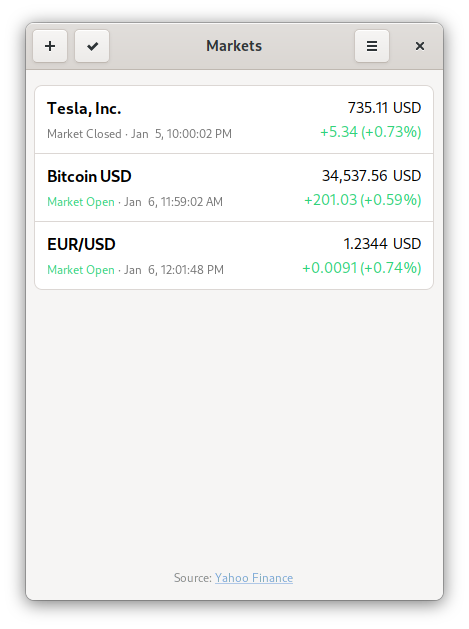 Markets
Tesla, Inc. 735.11 USD
Market Closed · Jan 5, 10:00:02 PM +5.34 (+0.73%)
Bitcoin USD 34,537.56 USD
Market Open · Jan 6, 11:59:02 AM +201.03 (+0.59%)
EUR/USD 1.2344 USD
Market Open · Jan 6, 12:01:48 PM +0.0091 (+0.74%)
Source: Yahoo Finance